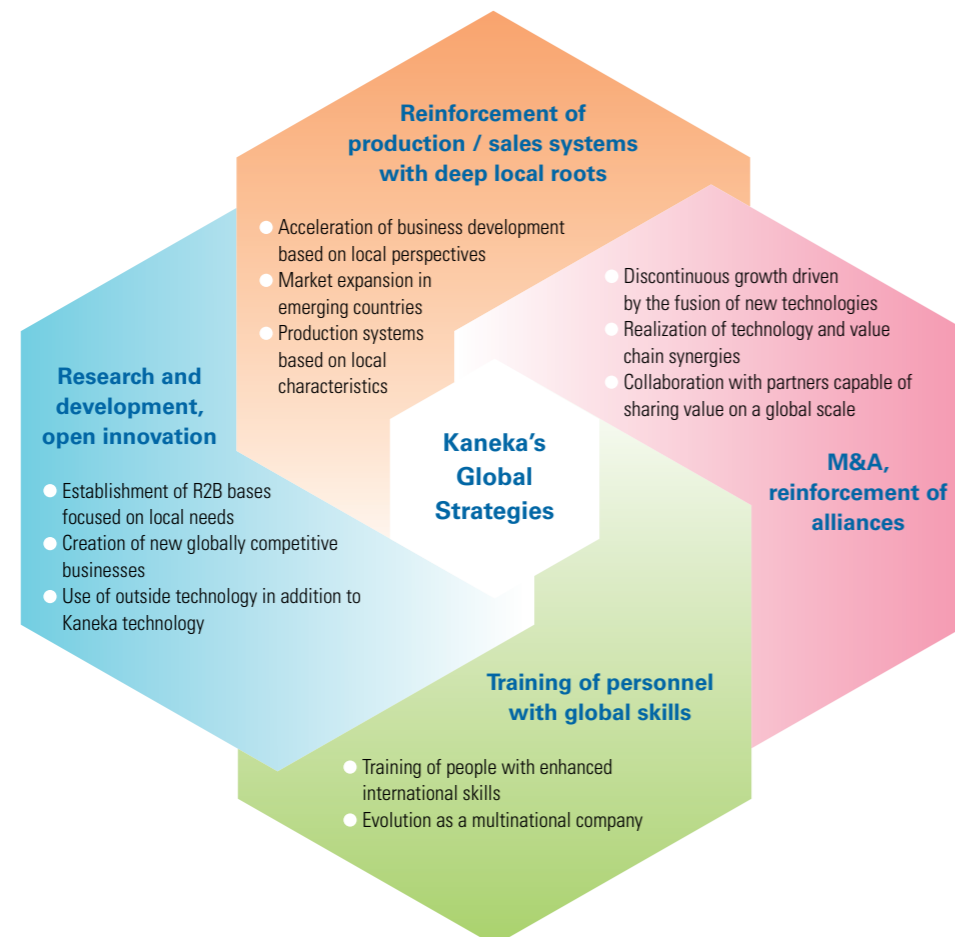 Reinforcement of
production / sales systems
with deep local roots
● Acceleration of business development
based on local perspectives
● Market expansion in
emerging countries
● Production systems
based on local
characteristics
● Discontinuous growth driven
by the fusion of new technologies
● Realization of technology and value
chain synergies
● Collaboration with partners capable of
sharing value on a global scale
M&A,
reinforcement of
alliances
Research and
development,
open innovation
● Establishment of R2B bases
focused on local needs
● Creation of new globally competitive
businesses
● Use of outside technology in addition to
Kaneka technology
Kaneka’s
Global
Strategies
Training of personnel
with global skills
● Training of people with enhanced
international skills
● Evolution as a multinational company